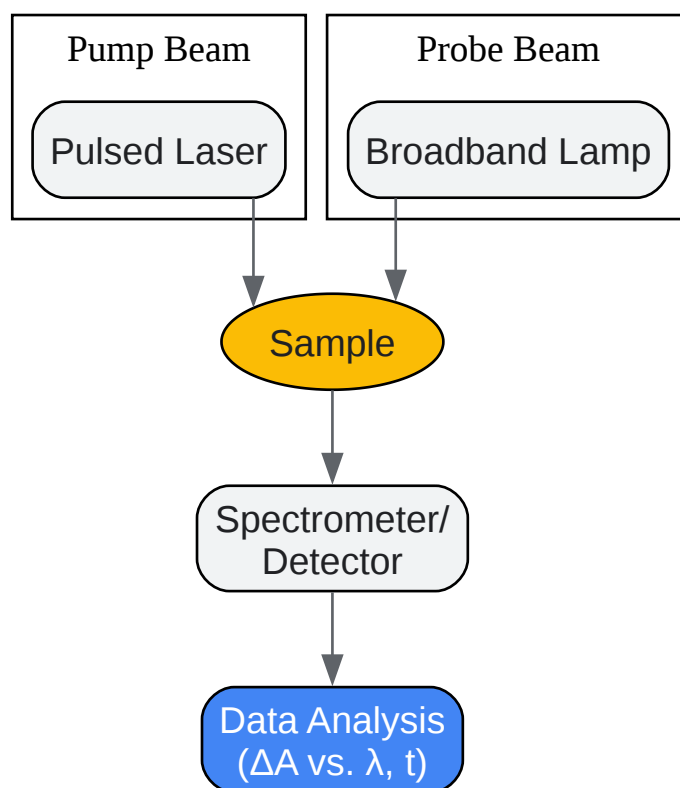 Pump Beam
Probe Beam
Pulsed Laser
Broadband Lamp
Sample
Spectrometer/
Detector
Data Analysis
(ΔA vs. λ, t)